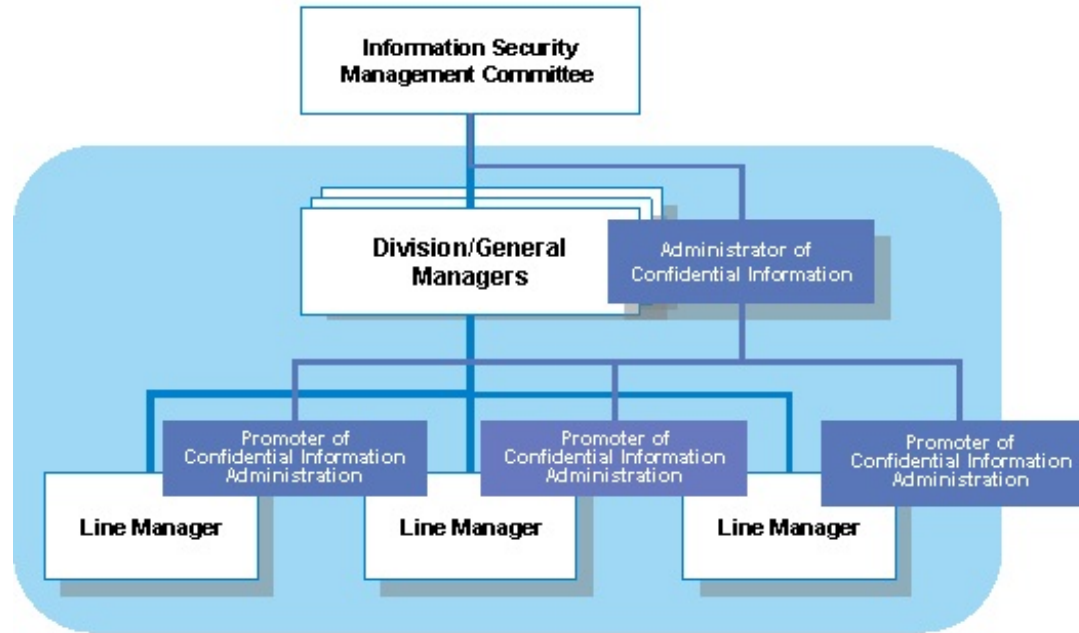 Information Security
Management Committee
Division/General
Managers
Administrator of
Confidential Information
Promoter of
Confidential Information
Administration
Promoter of
Confidential Information
Administration
Promoter of
Confidential Information
Administration
Line Manager
Line Manager
Line Manager